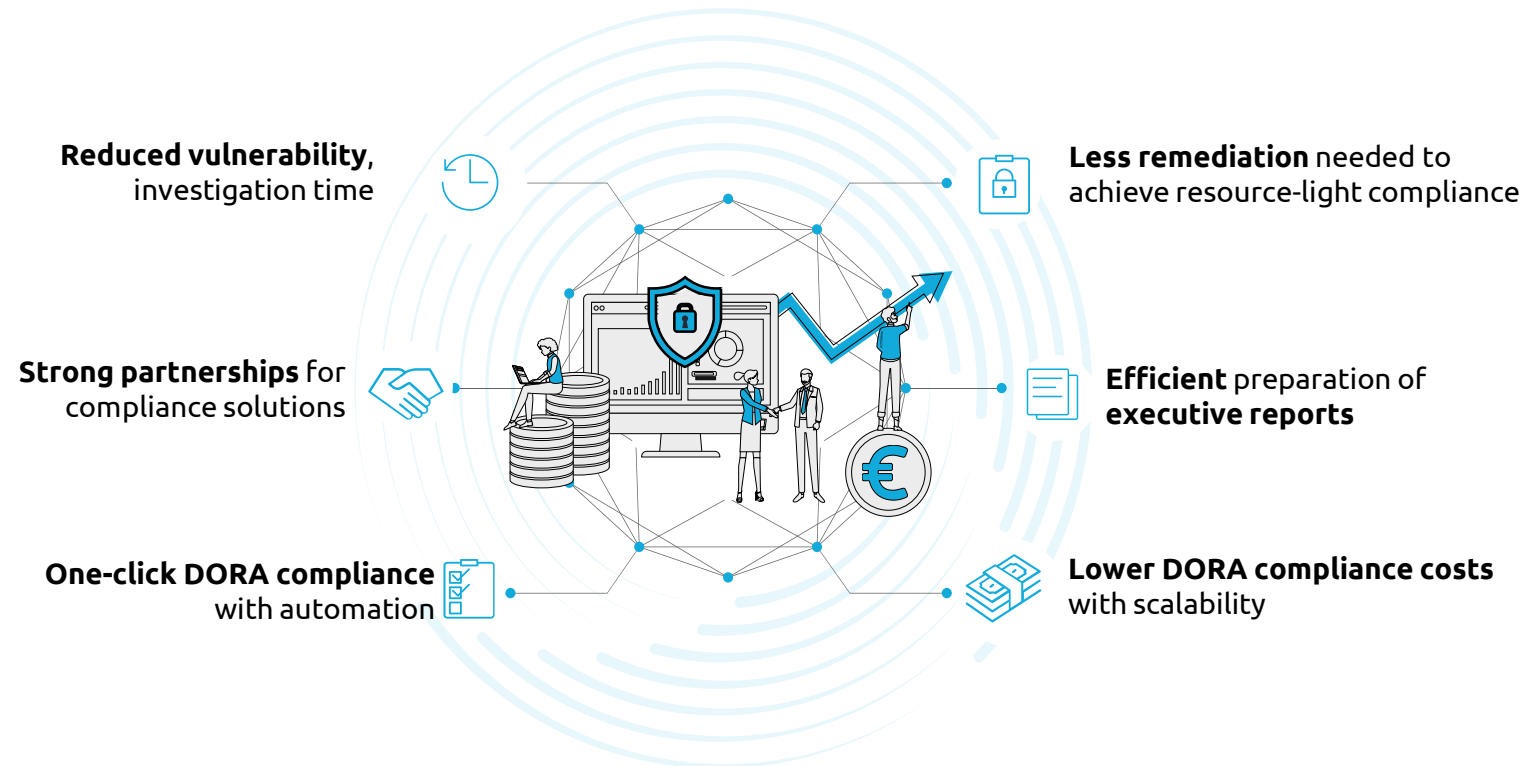 Reduced vulnerability,
investigation time
Less remediation needed to
achieve resource-light compliance
Strong partnerships for
compliance solutions
Efficient preparation of
executive reports
One-click DORA compliance
with automation
Lower DORA compliance costs
with scalability
€